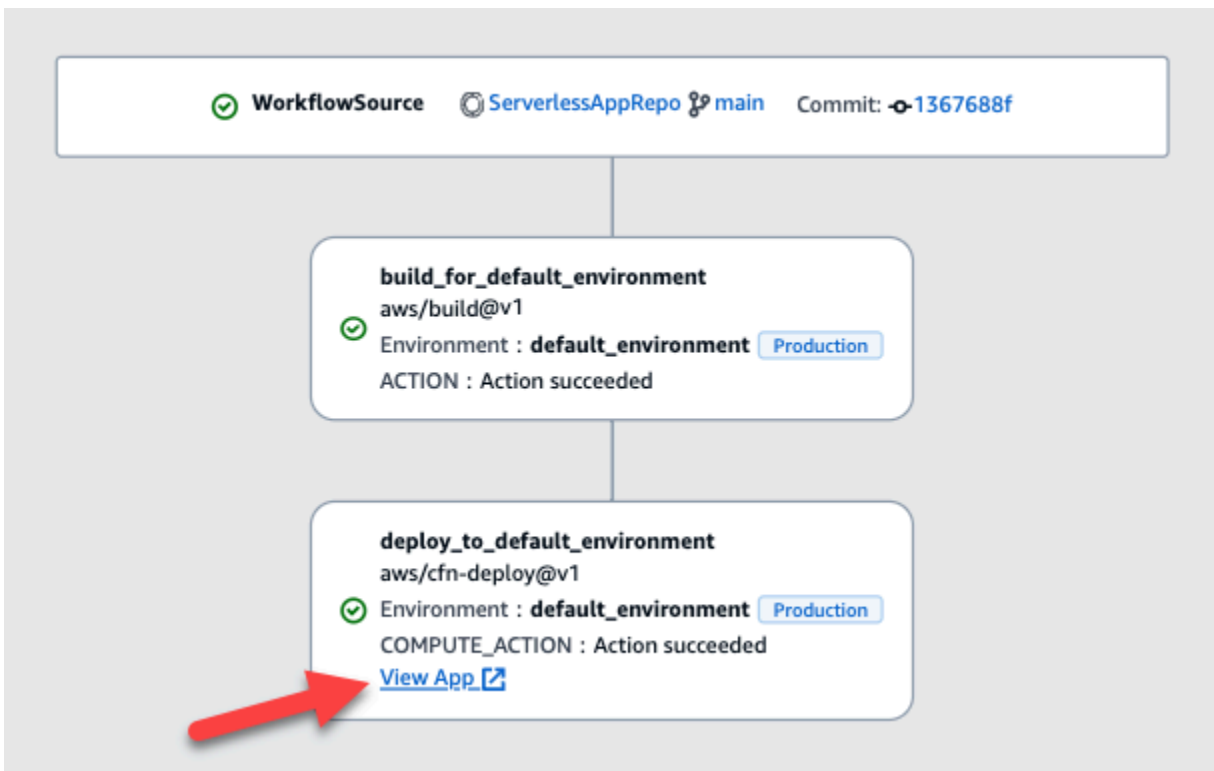 WorkflowSource ServerlessAppRepo main Commit: 1367688f
build_for_default_environment
aws/build@v1
Environment : default_environment Production
ACTION : Action succeeded
deploy_to_default_environment
aws/cfn-deploy@v1
Environment : default_environment Production
COMPUTE_ACTION : Action succeeded
View App